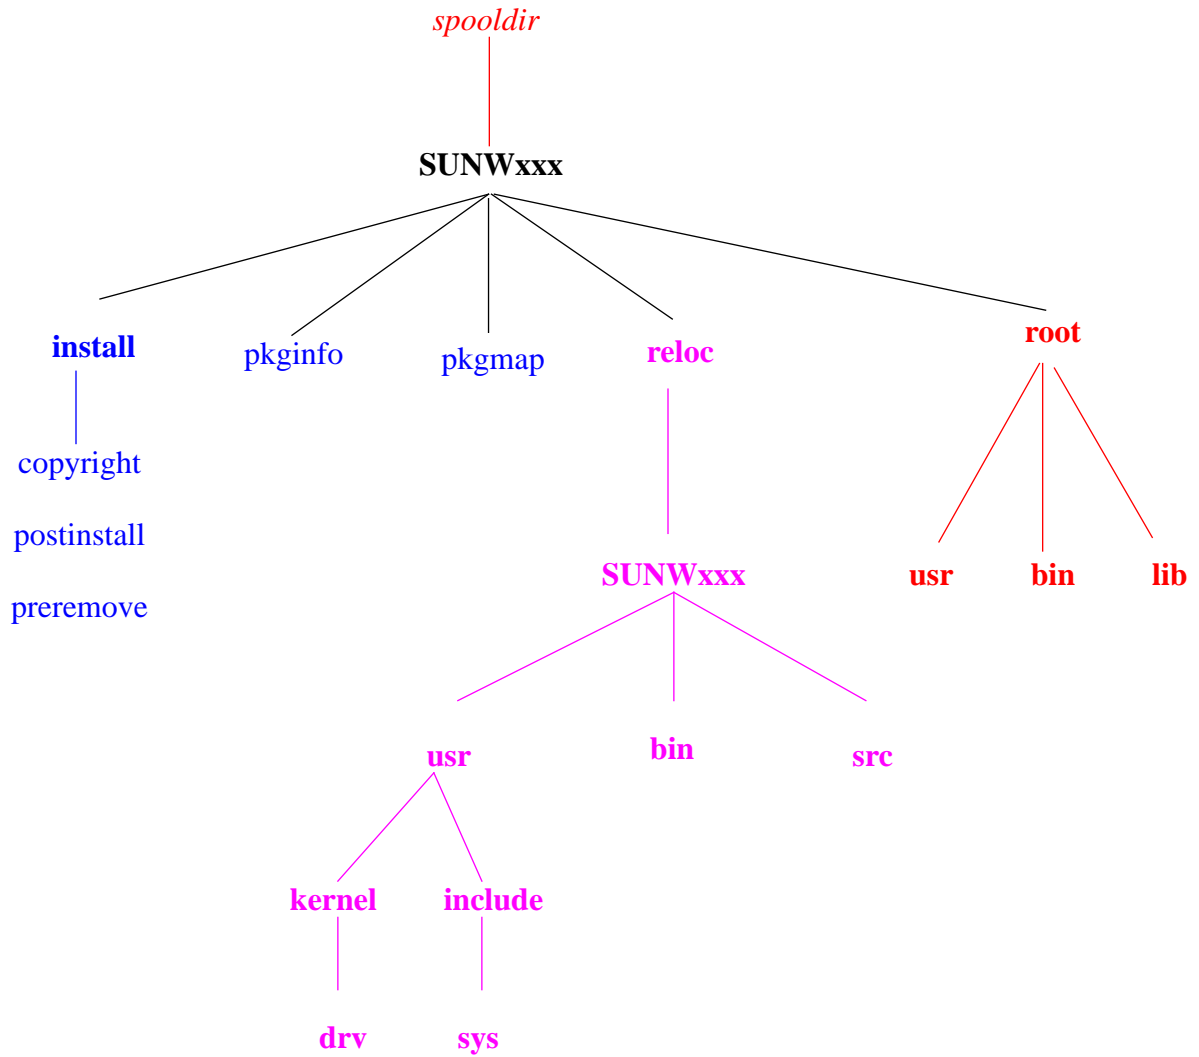 spooldir
SUNWxxx
install
pkginfo
pkgmap
reloc
root
copyright
postinstall
preremove
SUNWxxx
usr
bin
lib
usr
bin
src
kernel
include
drv
sys